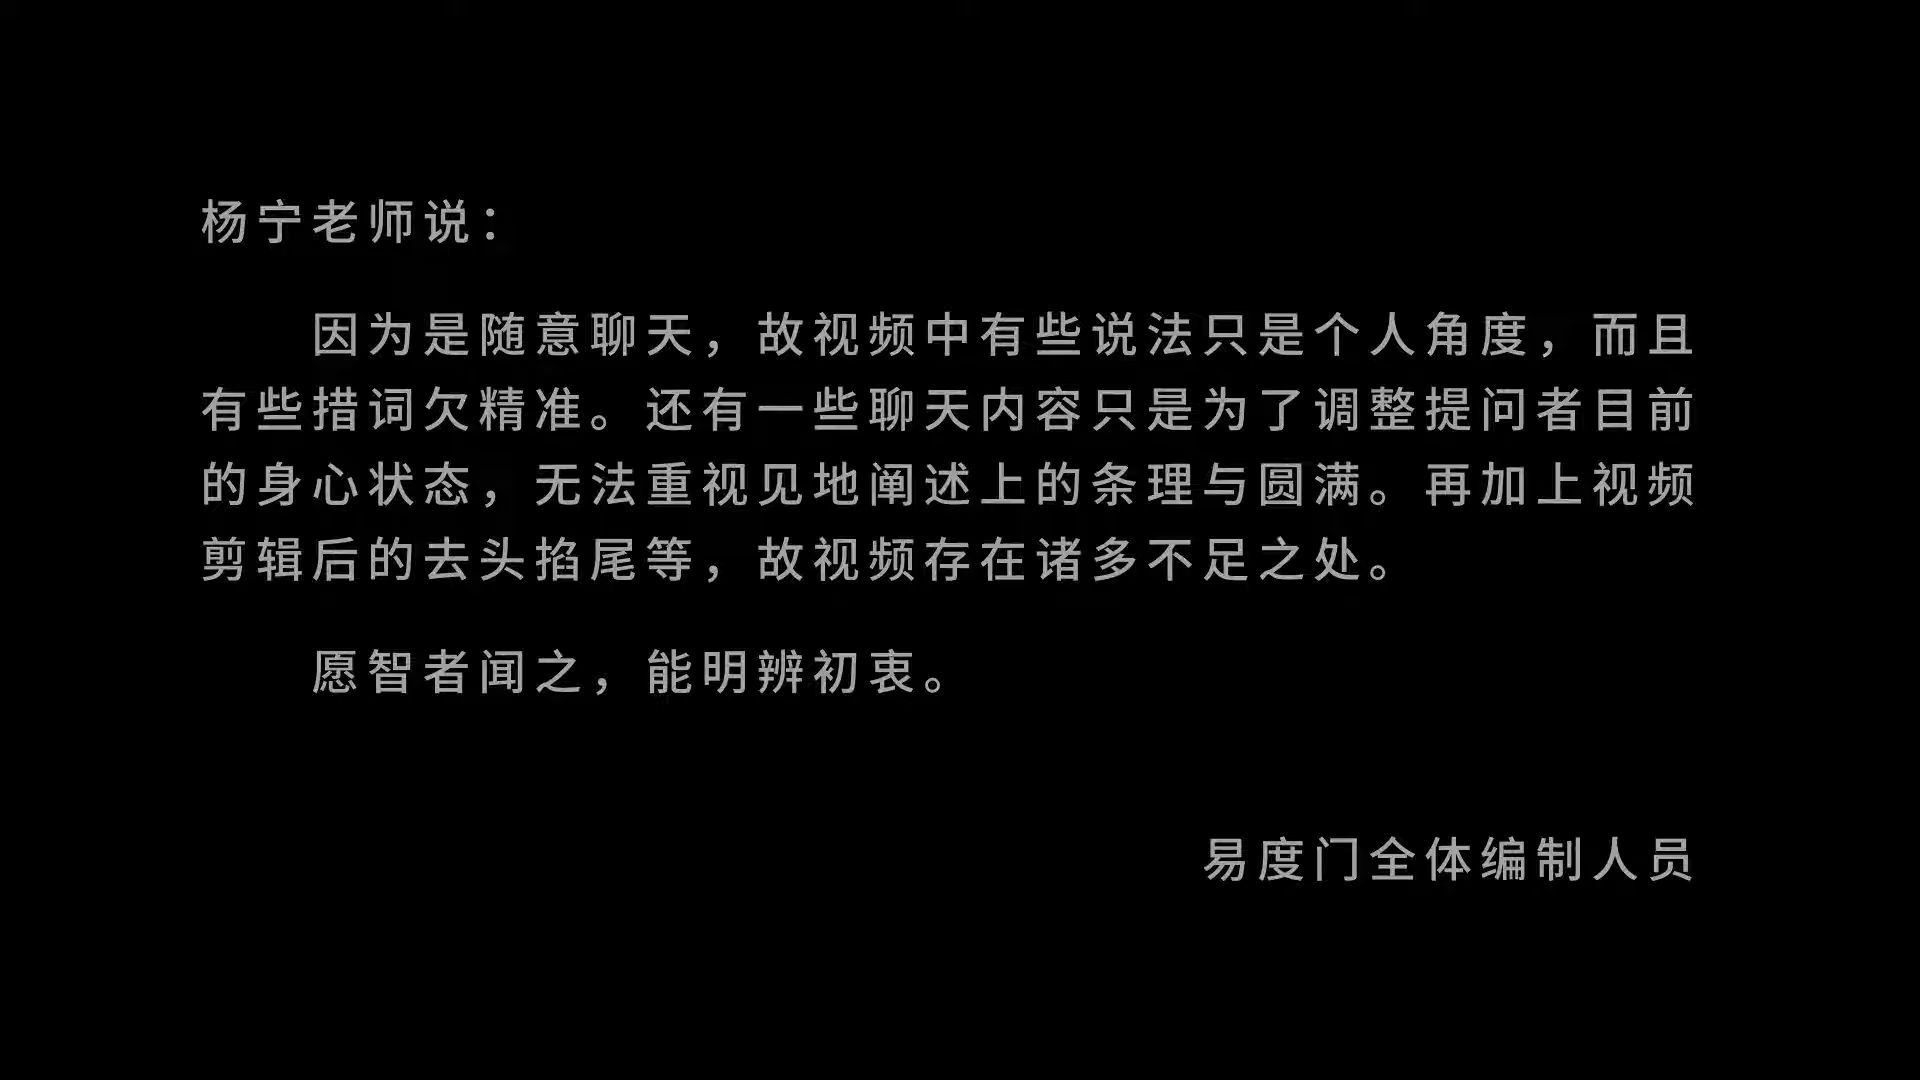 杨宁老师说：
因为是随意聊天，故视频中有些说法只是个人角度，而且
有些措词欠精准。还有一些聊天内容只是为了调整提问者目前
的身心状态，无法重视见地阐述上的条理与圆满。再加上视频
剪辑后的去头掐尾等，故视频存在诸多不足之处。
愿智者闻之，能明辨初衷。
易度门全体编制人员